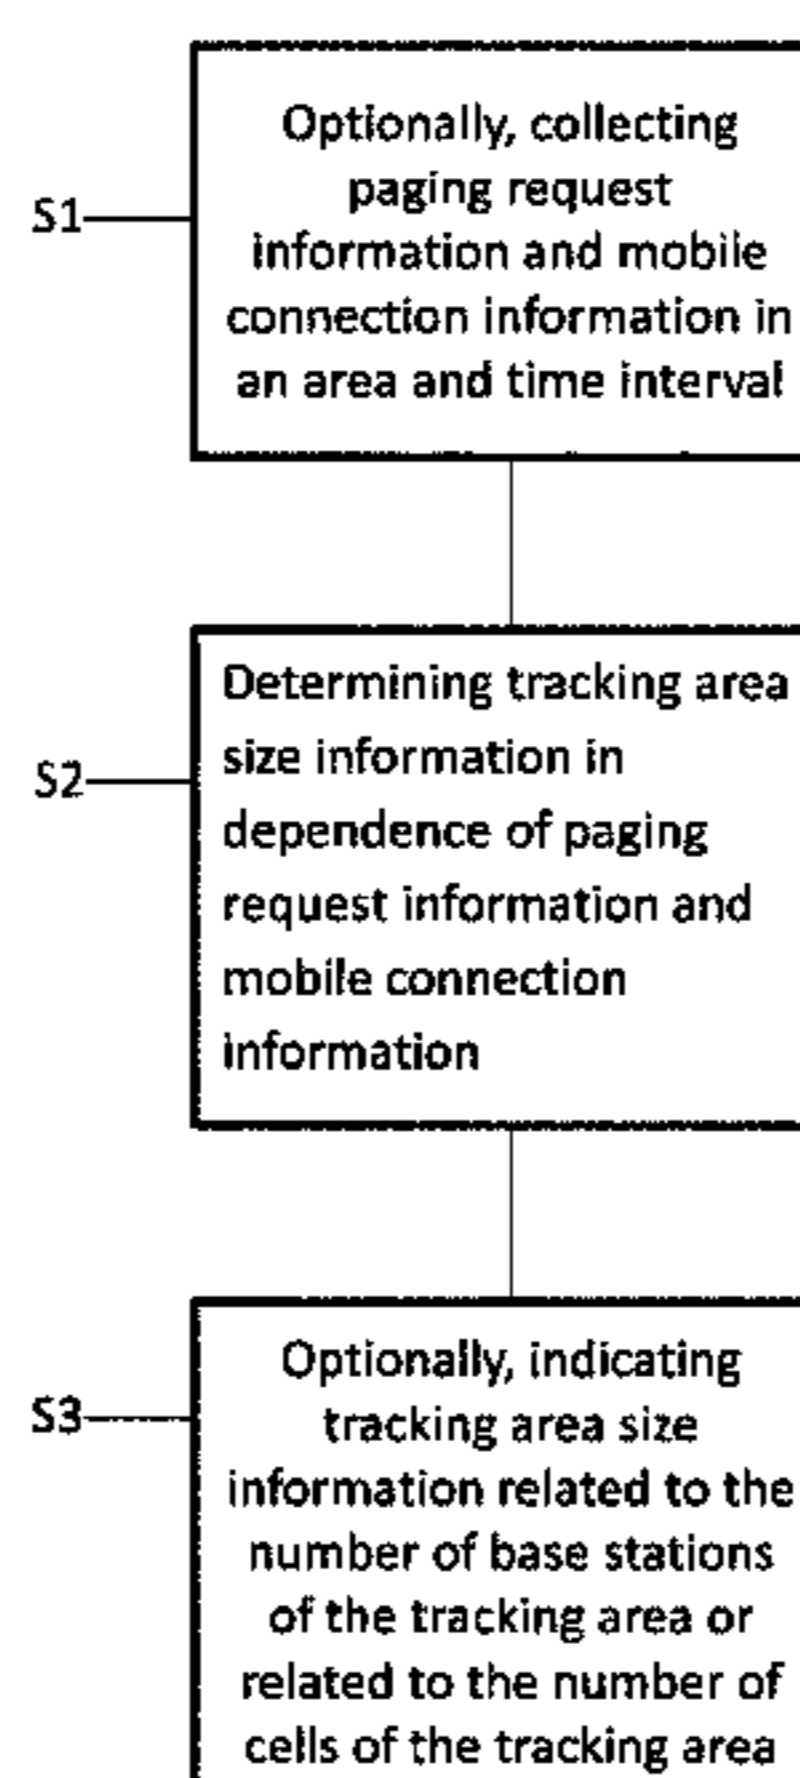 Optionally, collecting
paging request
S1
information and mobile
connection information in
an area and time interval
Determining tracking area
size information in
S2
dependence of paging
request information and
mobile connection
information
Optionally, indicating
S3
tracking area size
information related to the
number of base stations
of the tracking area or
related to the number of
cells of the tracking area